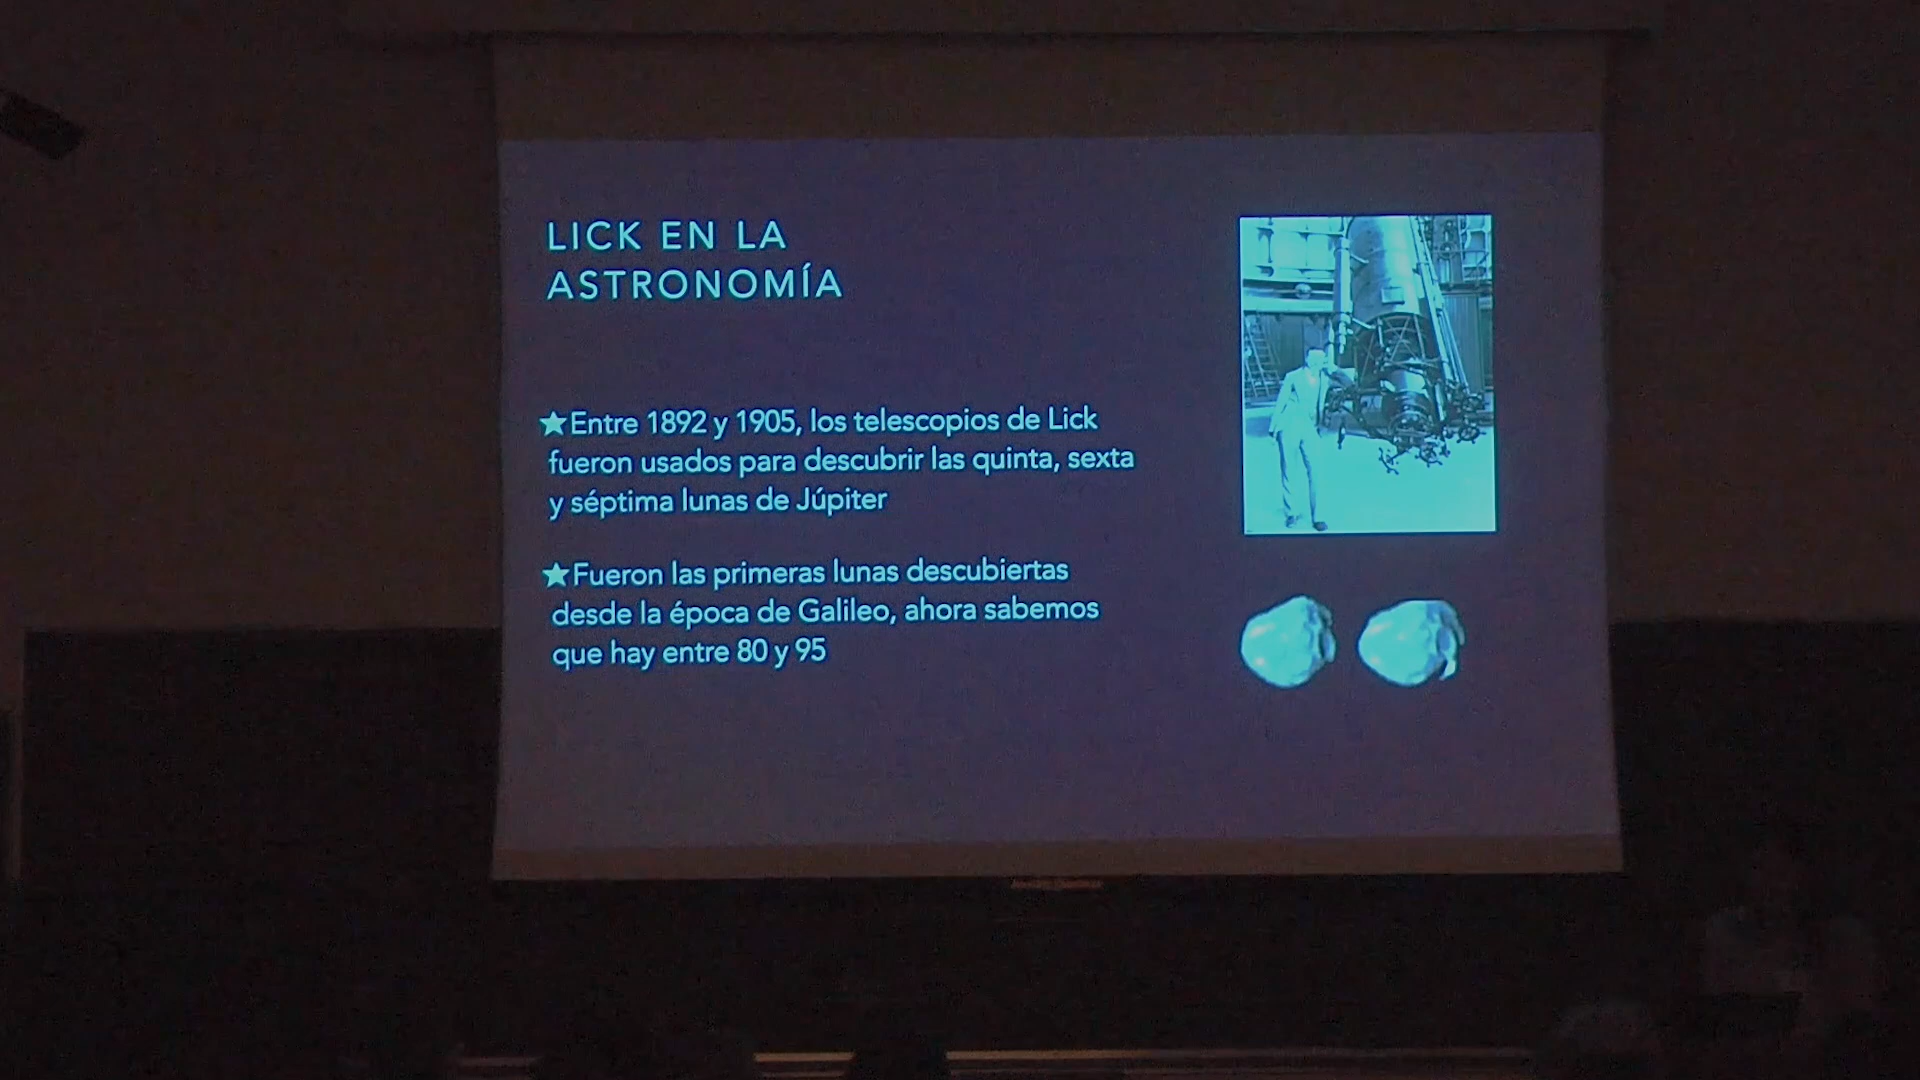 LICK EN LA
ASTRONOMÍA
★Entre 1892 y 1905, los telescopios de Lick
fueron usados para descubrir las quinta, sexta
y séptima lunas de Júpiter
★Fueron las primeras lunas descubiertas
desde la época de Galileo, ahora sabemos
que hay entre 80 y 95